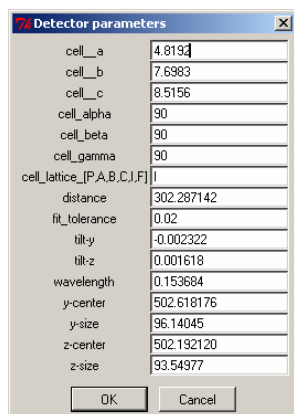 Detector parameters
cell__a 4.8192
cell__b 7.6983
cell__c 8.5156
cell_alpha 90
cell_beta 90
cell_gamma 90
cell_lattice_[P,A,B,C,I,F] I
distance 302.287142
fit_tolerance 0.02
tilt-y -0.002322
tilt-z 0.001618
wavelength 0.153684
y-center 502.618176
y-size 96.14045
z-center 502.192120
z-size 93.54977
OK Cancel